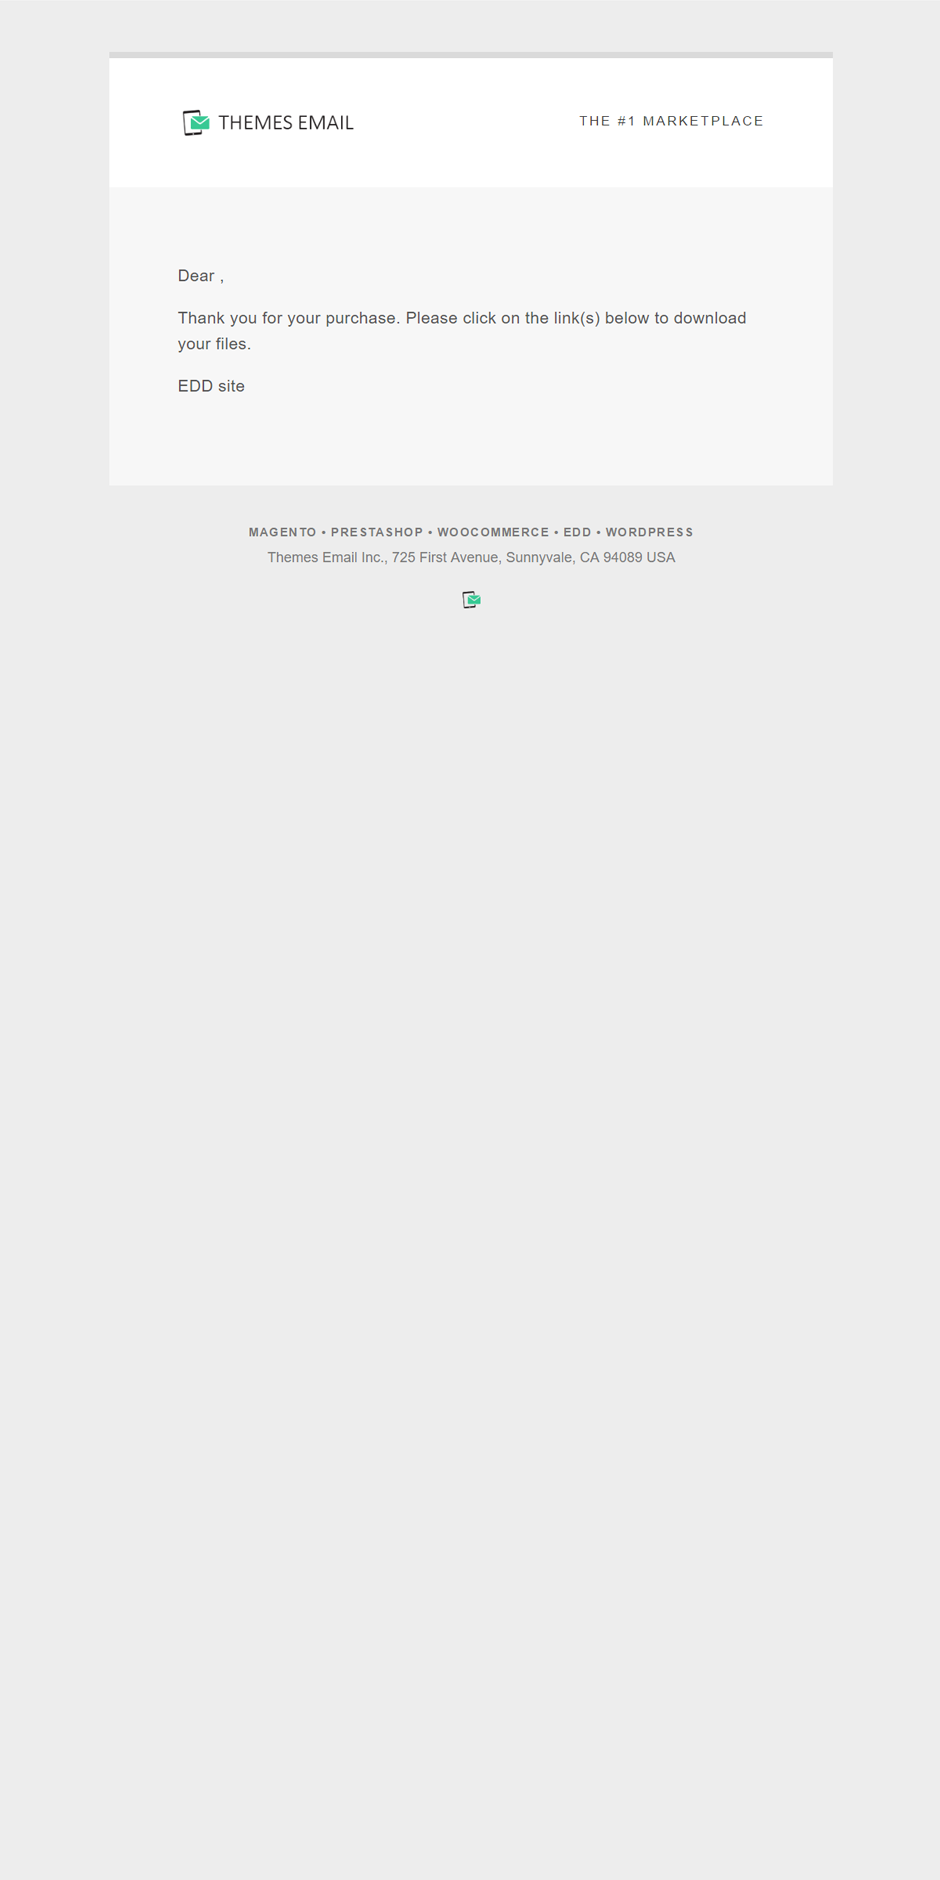 THEMES EMAIL
THE #1 MARKETPLACE
Dear ,
Thank you for your purchase. Please click on the link(s) below to download
your files.
EDD site
MAGENTO • PRESTASHOP • WOOCOMMERCE • EDD • WORDPRESS
Themes Email Inc., 725 First Avenue, Sunnyvale, CA 94089 USA